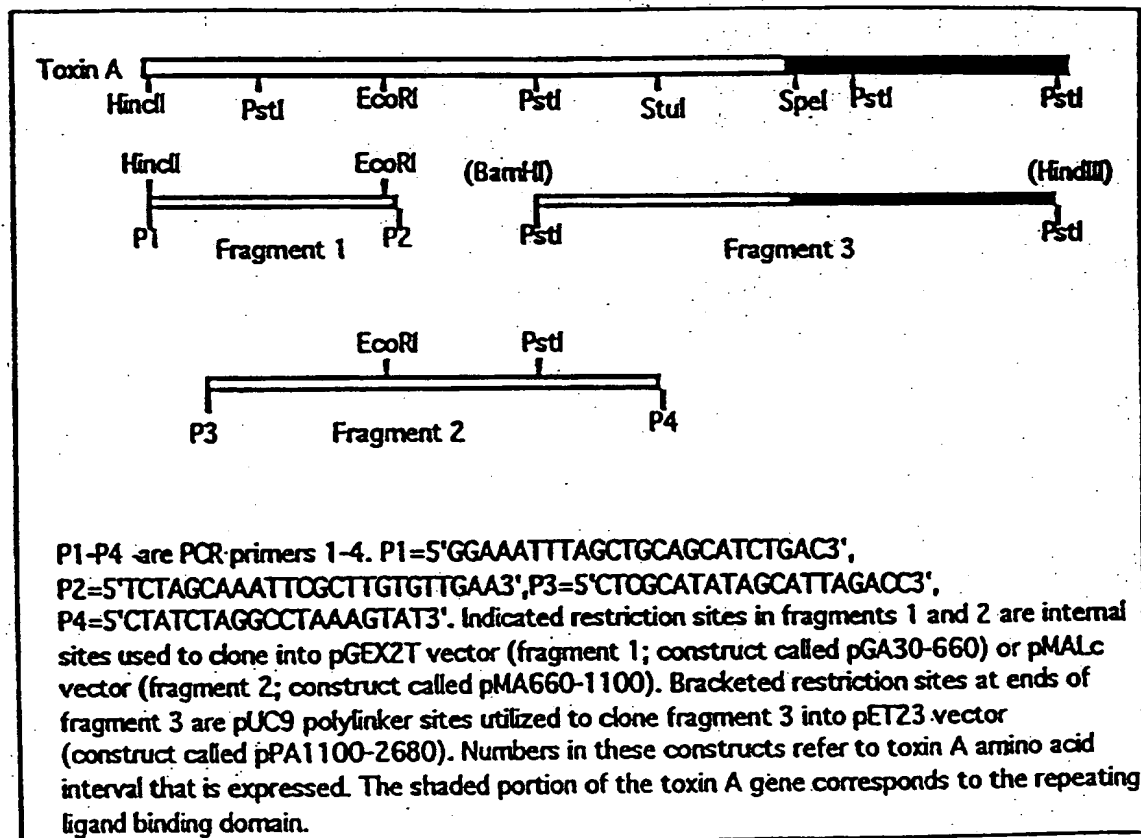 Toxin A
HincII PstI EcoRI PstI StuI SpeI PstI PstI
HincII EcoRI (BamHI) (HindIII)
P1 Fragment 1 P2 PstI Fragment 3 PstI
EcoRI PstI
P3 Fragment 2 P4
P1-P4 are PCR primers 1-4. P1=5'GGAAATTTAGCTGCAGCATCTGAC3',
P2=5'TCTAGCAAATTCGCTTGTGTTGAA3',P3=5'CTCGCATATAGCATTAGACC3',
P4=5'CTATCTAGGCCTAAAGTAT3'. Indicated restriction sites in fragments 1 and 2 are internal
sites used to clone into pGEX2T vector (fragment 1; construct called pGA30-660) or pMALc
vector (fragment 2; construct called pMA660-1100). Bracketed restriction sites at ends of
fragment 3 are pUC9 polylinker sites utilized to clone fragment 3 into pET23 vector
(construct called pPA1100-2680). Numbers in these constructs refer to toxin A amino acid
interval that is expressed. The shaded portion of the toxin A gene corresponds to the repeating
ligand binding domain.